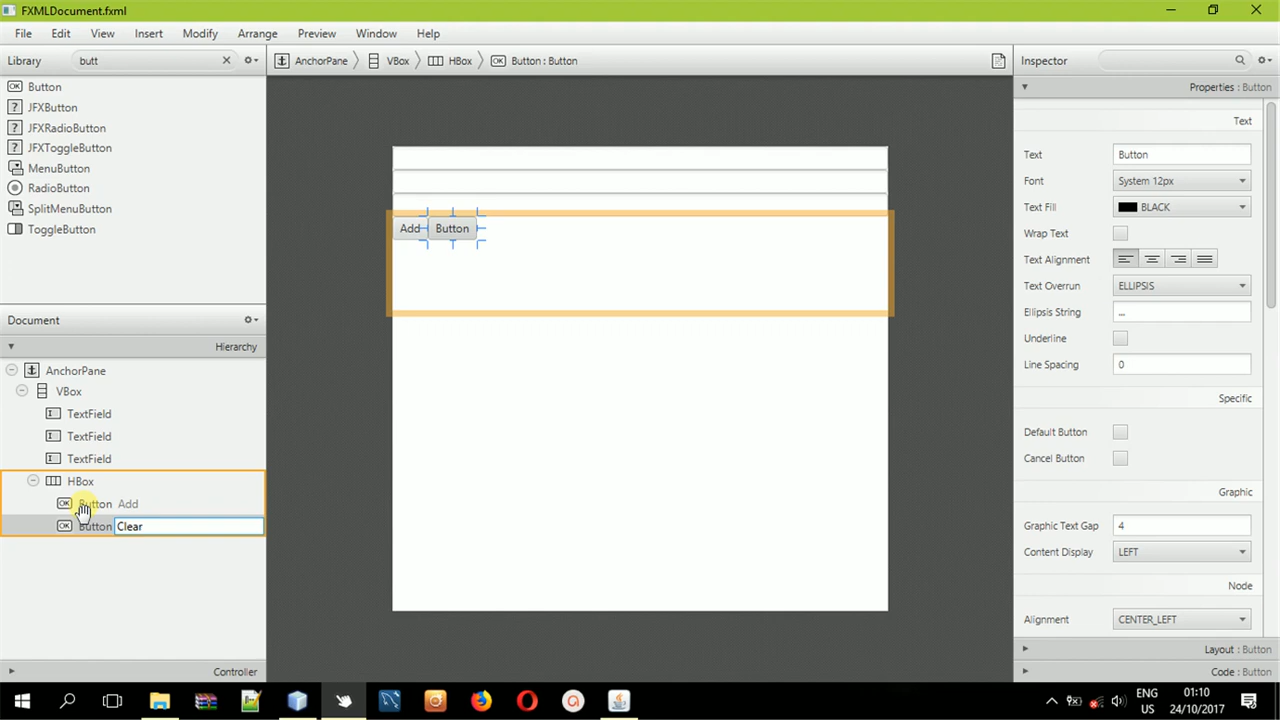 FXMLDocument.fxml
File Edit View Insert Modify Arrange Preview Window Help
Library butt
AnchorPane VBox HBox Button : Button
Inspector
Button
JFXButton
JFXRadioButton
JFXToggleButton
MenuButton
RadioButton
SplitMenuButton
ToggleButton
Document
Hierarchy
AnchorPane
VBox
TextField
TextField
TextField
HBox
Button Add
Button Clear
Controller
Add Button
Properties : Button
Text
Text Button
Font System 12px
Text Fill BLACK
Wrap Text
Text Alignment
Text Overrun ELLIPSIS
Ellipsis String ...
Underline
Line Spacing 0
Specific
Default Button
Cancel Button
Graphic
Graphic Text Gap 4
Content Display LEFT
Node
Alignment CENTER_LEFT
Layout : Button
Code : Button
ENG 01:10
US 24/10/2017